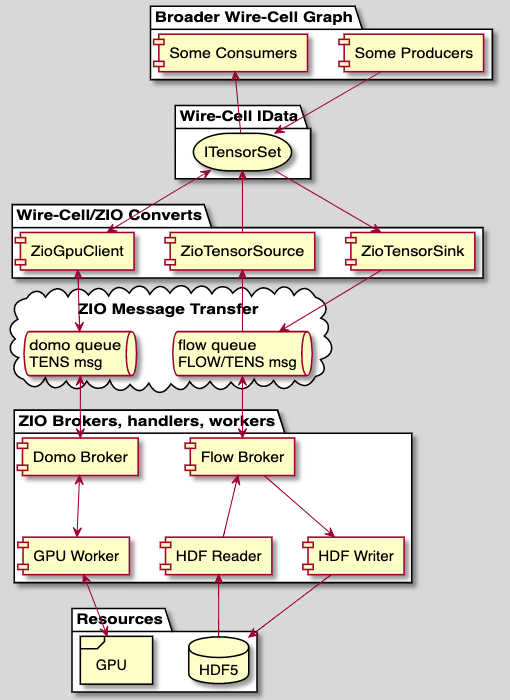 Broader Wire-Cell Graph
Some Consumers
Some Producers
Wire-Cell IData
ITensorSet
Wire-Cell/ZIO Converts
ZioGpuClient
ZioTensorSource
ZioTensorSink
ZIO Message Transfer
domo queue
TENS msg
flow queue
FLOW/TENS msg
ZIO Brokers, handlers, workers
Domo Broker
Flow Broker
GPU Worker
HDF Reader
HDF Writer
Resources
GPU
HDF5